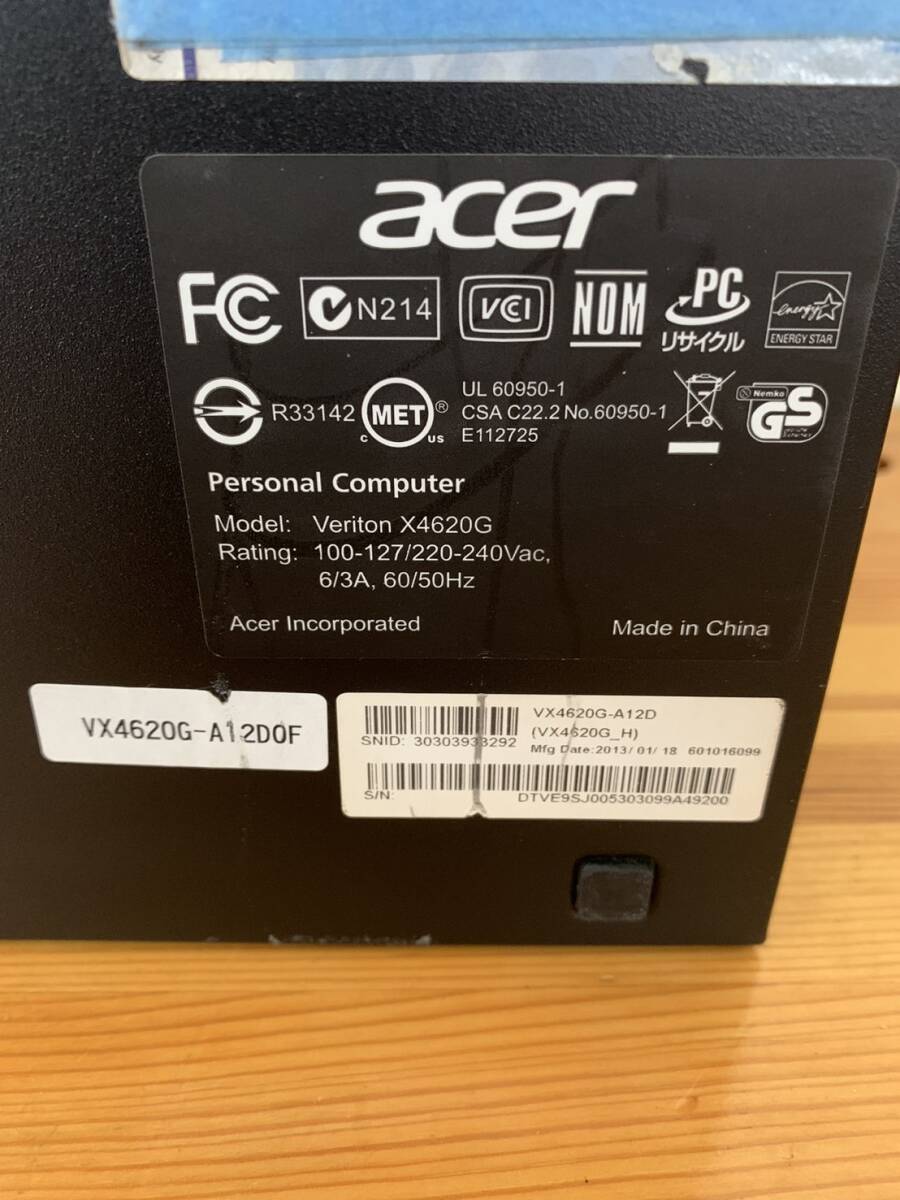 acer
FC N214 VCI NOM PC リサイクル energy ENERGY STAR
R33142 MET® c us
UL 60950-1
CSA C22.2 No.60950-1
E112725
Nemko GS
Personal Computer
Model: Veriton X4620G
Rating: 100-127/220-240Vac,
6/3A, 60/50Hz
Acer Incorporated
Made in China
VX4620G-A12D0F
VX4620G-A12D
(VX4620G_H)
SNID: 30303933292
Mfg Date:2013/01/18 601016099
S/N: DTVE9SJ005303099A49200